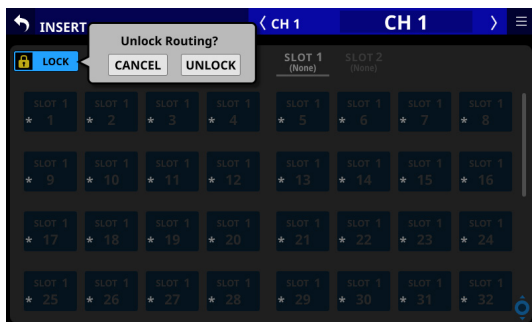 INSERT
CH 1
CH 1
Unlock Routing?
CANCEL UNLOCK
LOCK
SLOT 1 SLOT 2
(None) (None)
SLOT 1 SLOT 1 SLOT 1 SLOT 1 SLOT 1 SLOT 1 SLOT 1 SLOT 1
* 1 * 2 * 3 * 4 * 5 * 6 * 7 * 8
SLOT 1 SLOT 1 SLOT 1 SLOT 1 SLOT 1 SLOT 1 SLOT 1 SLOT 1
* 9 * 10 * 11 * 12 * 13 * 14 * 15 * 16
SLOT 1 SLOT 1 SLOT 1 SLOT 1 SLOT 1 SLOT 1 SLOT 1 SLOT 1
* 17 * 18 * 19 * 20 * 21 * 22 * 23 * 24
SLOT 1 SLOT 1 SLOT 1 SLOT 1 SLOT 1 SLOT 1 SLOT 1 SLOT 1
* 25 * 26 * 27 * 28 * 29 * 30 * 31 * 32